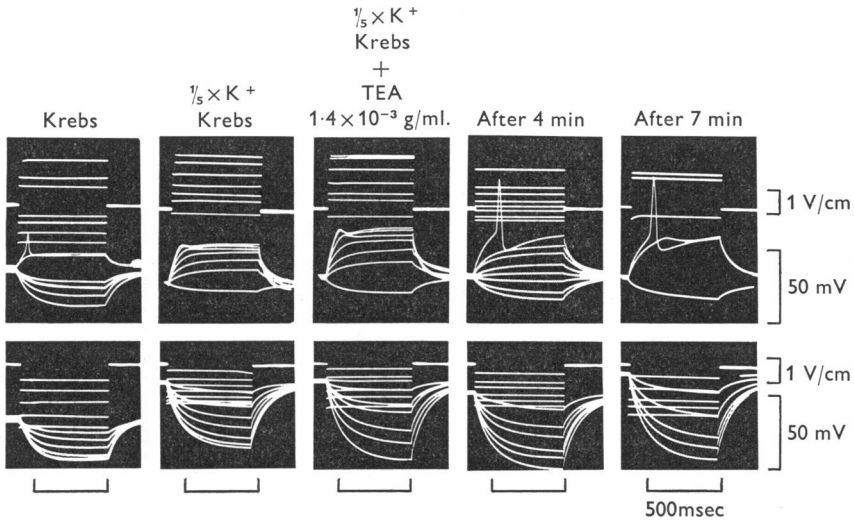 Krebs
⅕ × K +
Krebs
⅕ × K +
Krebs
+
TEA
1·4 × 10⁻³ g/ml.
After 4 min
After 7 min
1 V/cm
50 mV
1 V/cm
50 mV
500msec